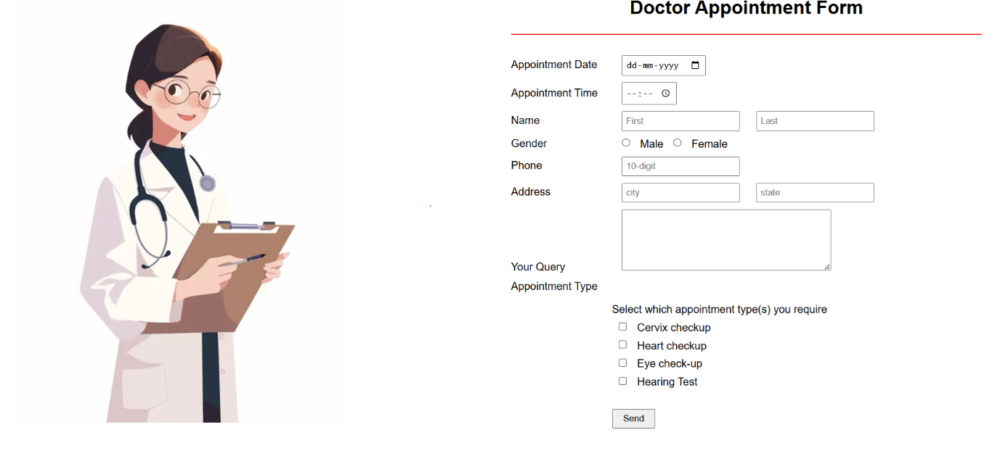 Doctor Appointment Form
Appointment Date dd-mm-yyyy
Appointment Time --:--
Name First Last
Gender Male Female
Phone 10-digit
Address city state
Your Query
Appointment Type
Select which appointment type(s) you require
Cervix checkup
Heart checkup
Eye check-up
Hearing Test
Send